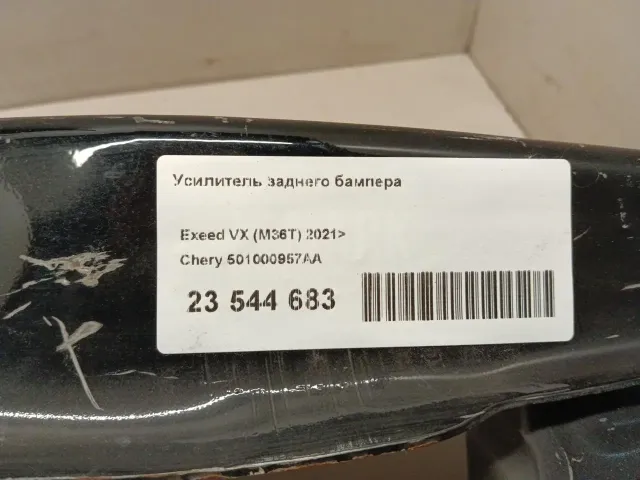 Усилитель заднего бампера
Exeed VX (M36T) 2021>
Chery 501000957AA
23 544 683